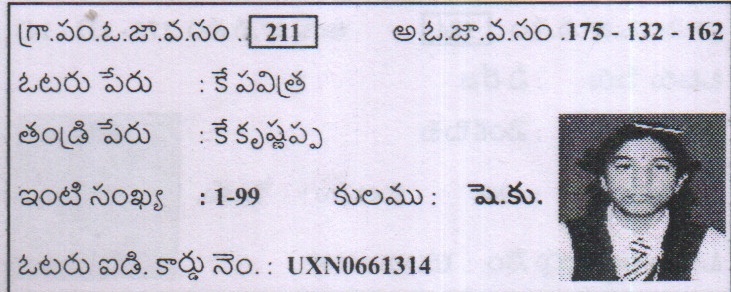 గ్రా.పం.ఓ.జా.వ.సం . 211 అ.ఓ.జా.వ.సం .175 - 132 - 162
ఓటరు పేరు : కే పవిత్ర
తండ్రి పేరు : కే కృష్ణప్ప
ఇంటి సంఖ్య : 1-99 కులము : షె.కు.
ఓటరు ఐడి. కార్డు నెం. : UXN0661314